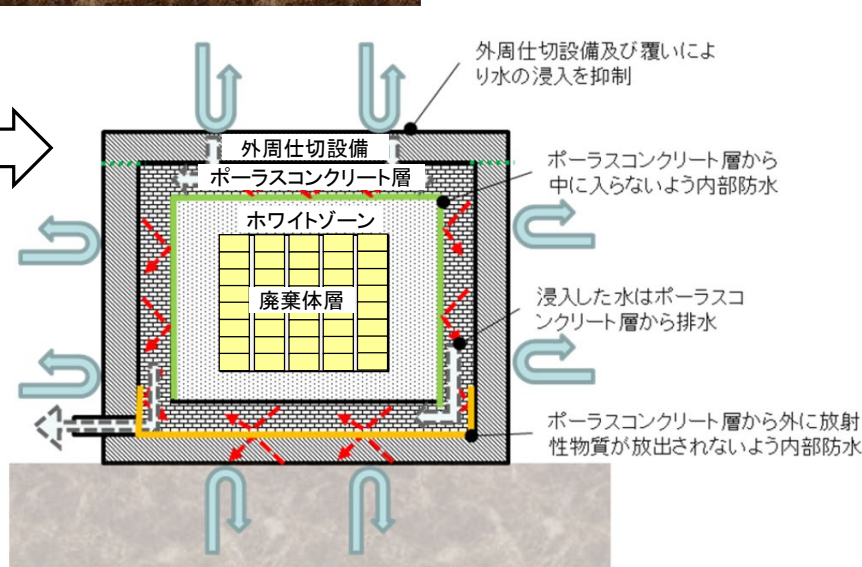 外周仕切設備及び覆いによ
り水の浸入を抑制
外周仕切設備
ポーラスコンクリート層
ポーラスコンクリート層から
中に入らないよう内部防水
ホワイトゾーン
廃棄体層
浸入した水はポーラスコ
ンクリート層から排水
ポーラスコンクリート層から外に放射
性物質が放出されないよう内部防水